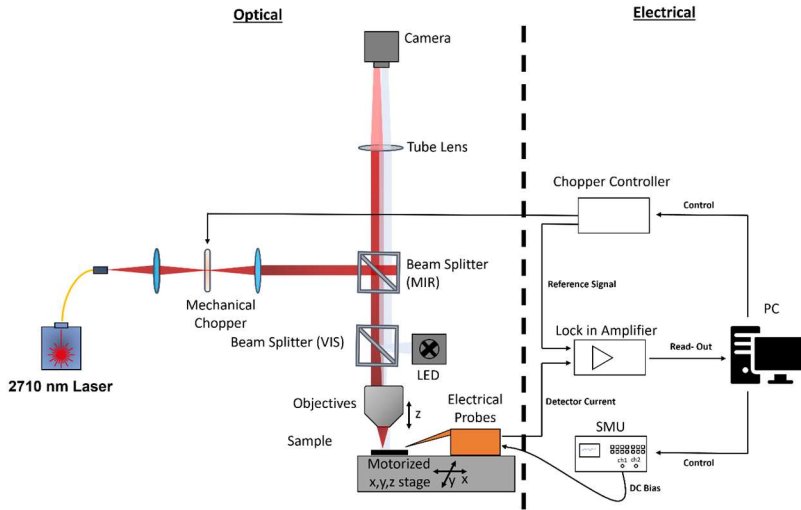 Optical
Electrical
Camera
Tube Lens
Chopper Controller
Control
Beam Splitter
(MIR)
Mechanical
Chopper
Reference Signal
PC
Beam Splitter (VIS)
Lock in Amplifier
Read- Out
LED
2710 nm Laser
Objectives
z
Electrical
Probes
Detector Current
Sample
SMU
ch1 ch2
Control
Motorized
x,y,z stage
y x
DC Bias